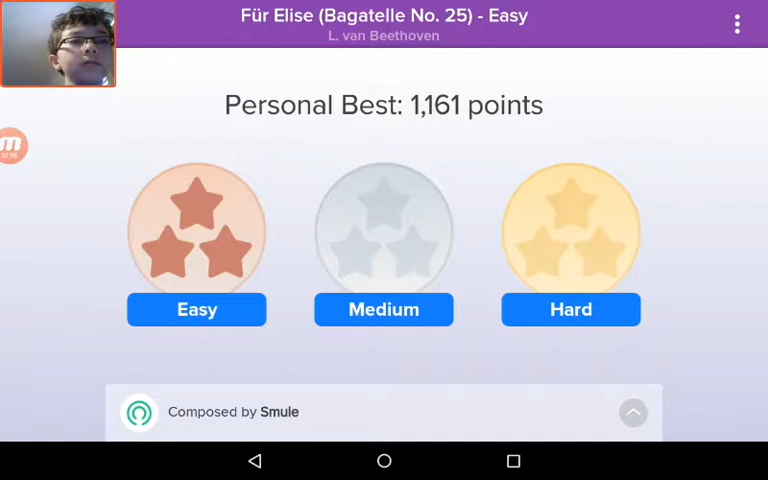 Für Elise (Bagatelle No. 25) - Easy
L. van Beethoven
Personal Best: 1,161 points
Easy
Medium
Hard
Composed by Smule